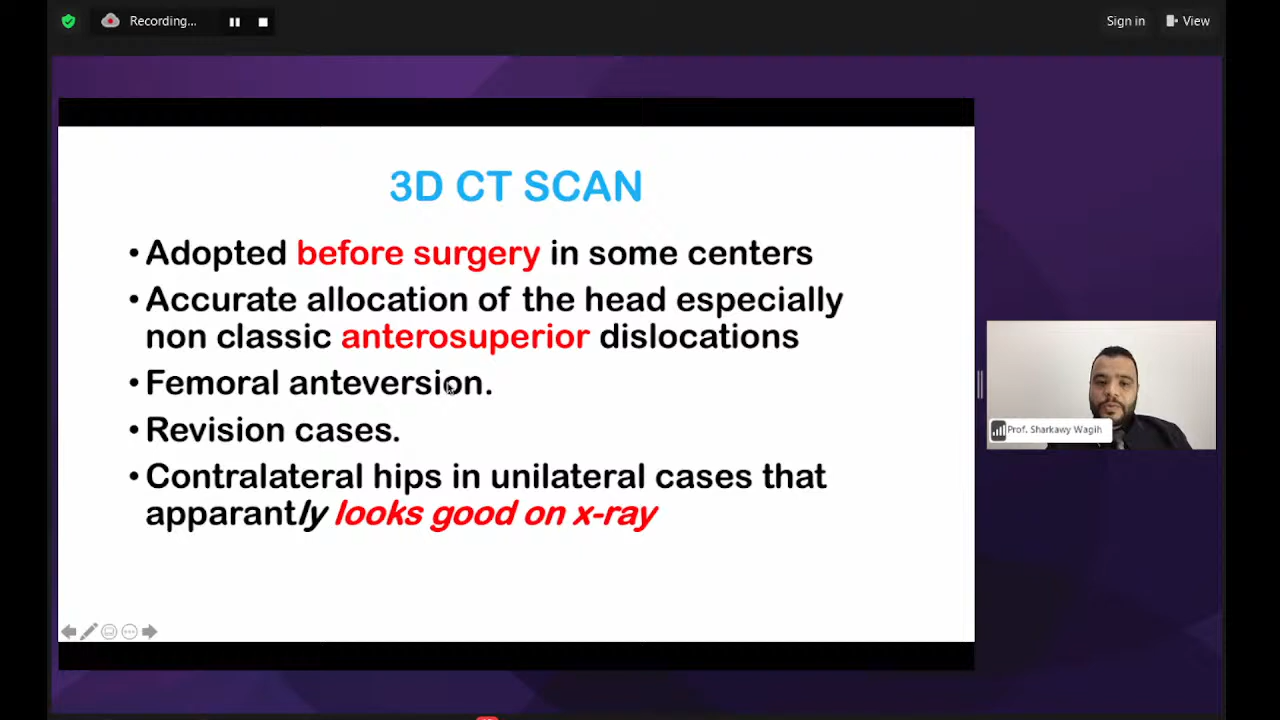 Recording...
Sign in
View
3D CT SCAN
• Adopted before surgery in some centers
• Accurate allocation of the head especially
non classic anterosuperior dislocations
• Femoral anteversion.
• Revision cases.
• Contralateral hips in unilateral cases that
apparantly looks good on x-ray
Prof. Sharkawy Wagih